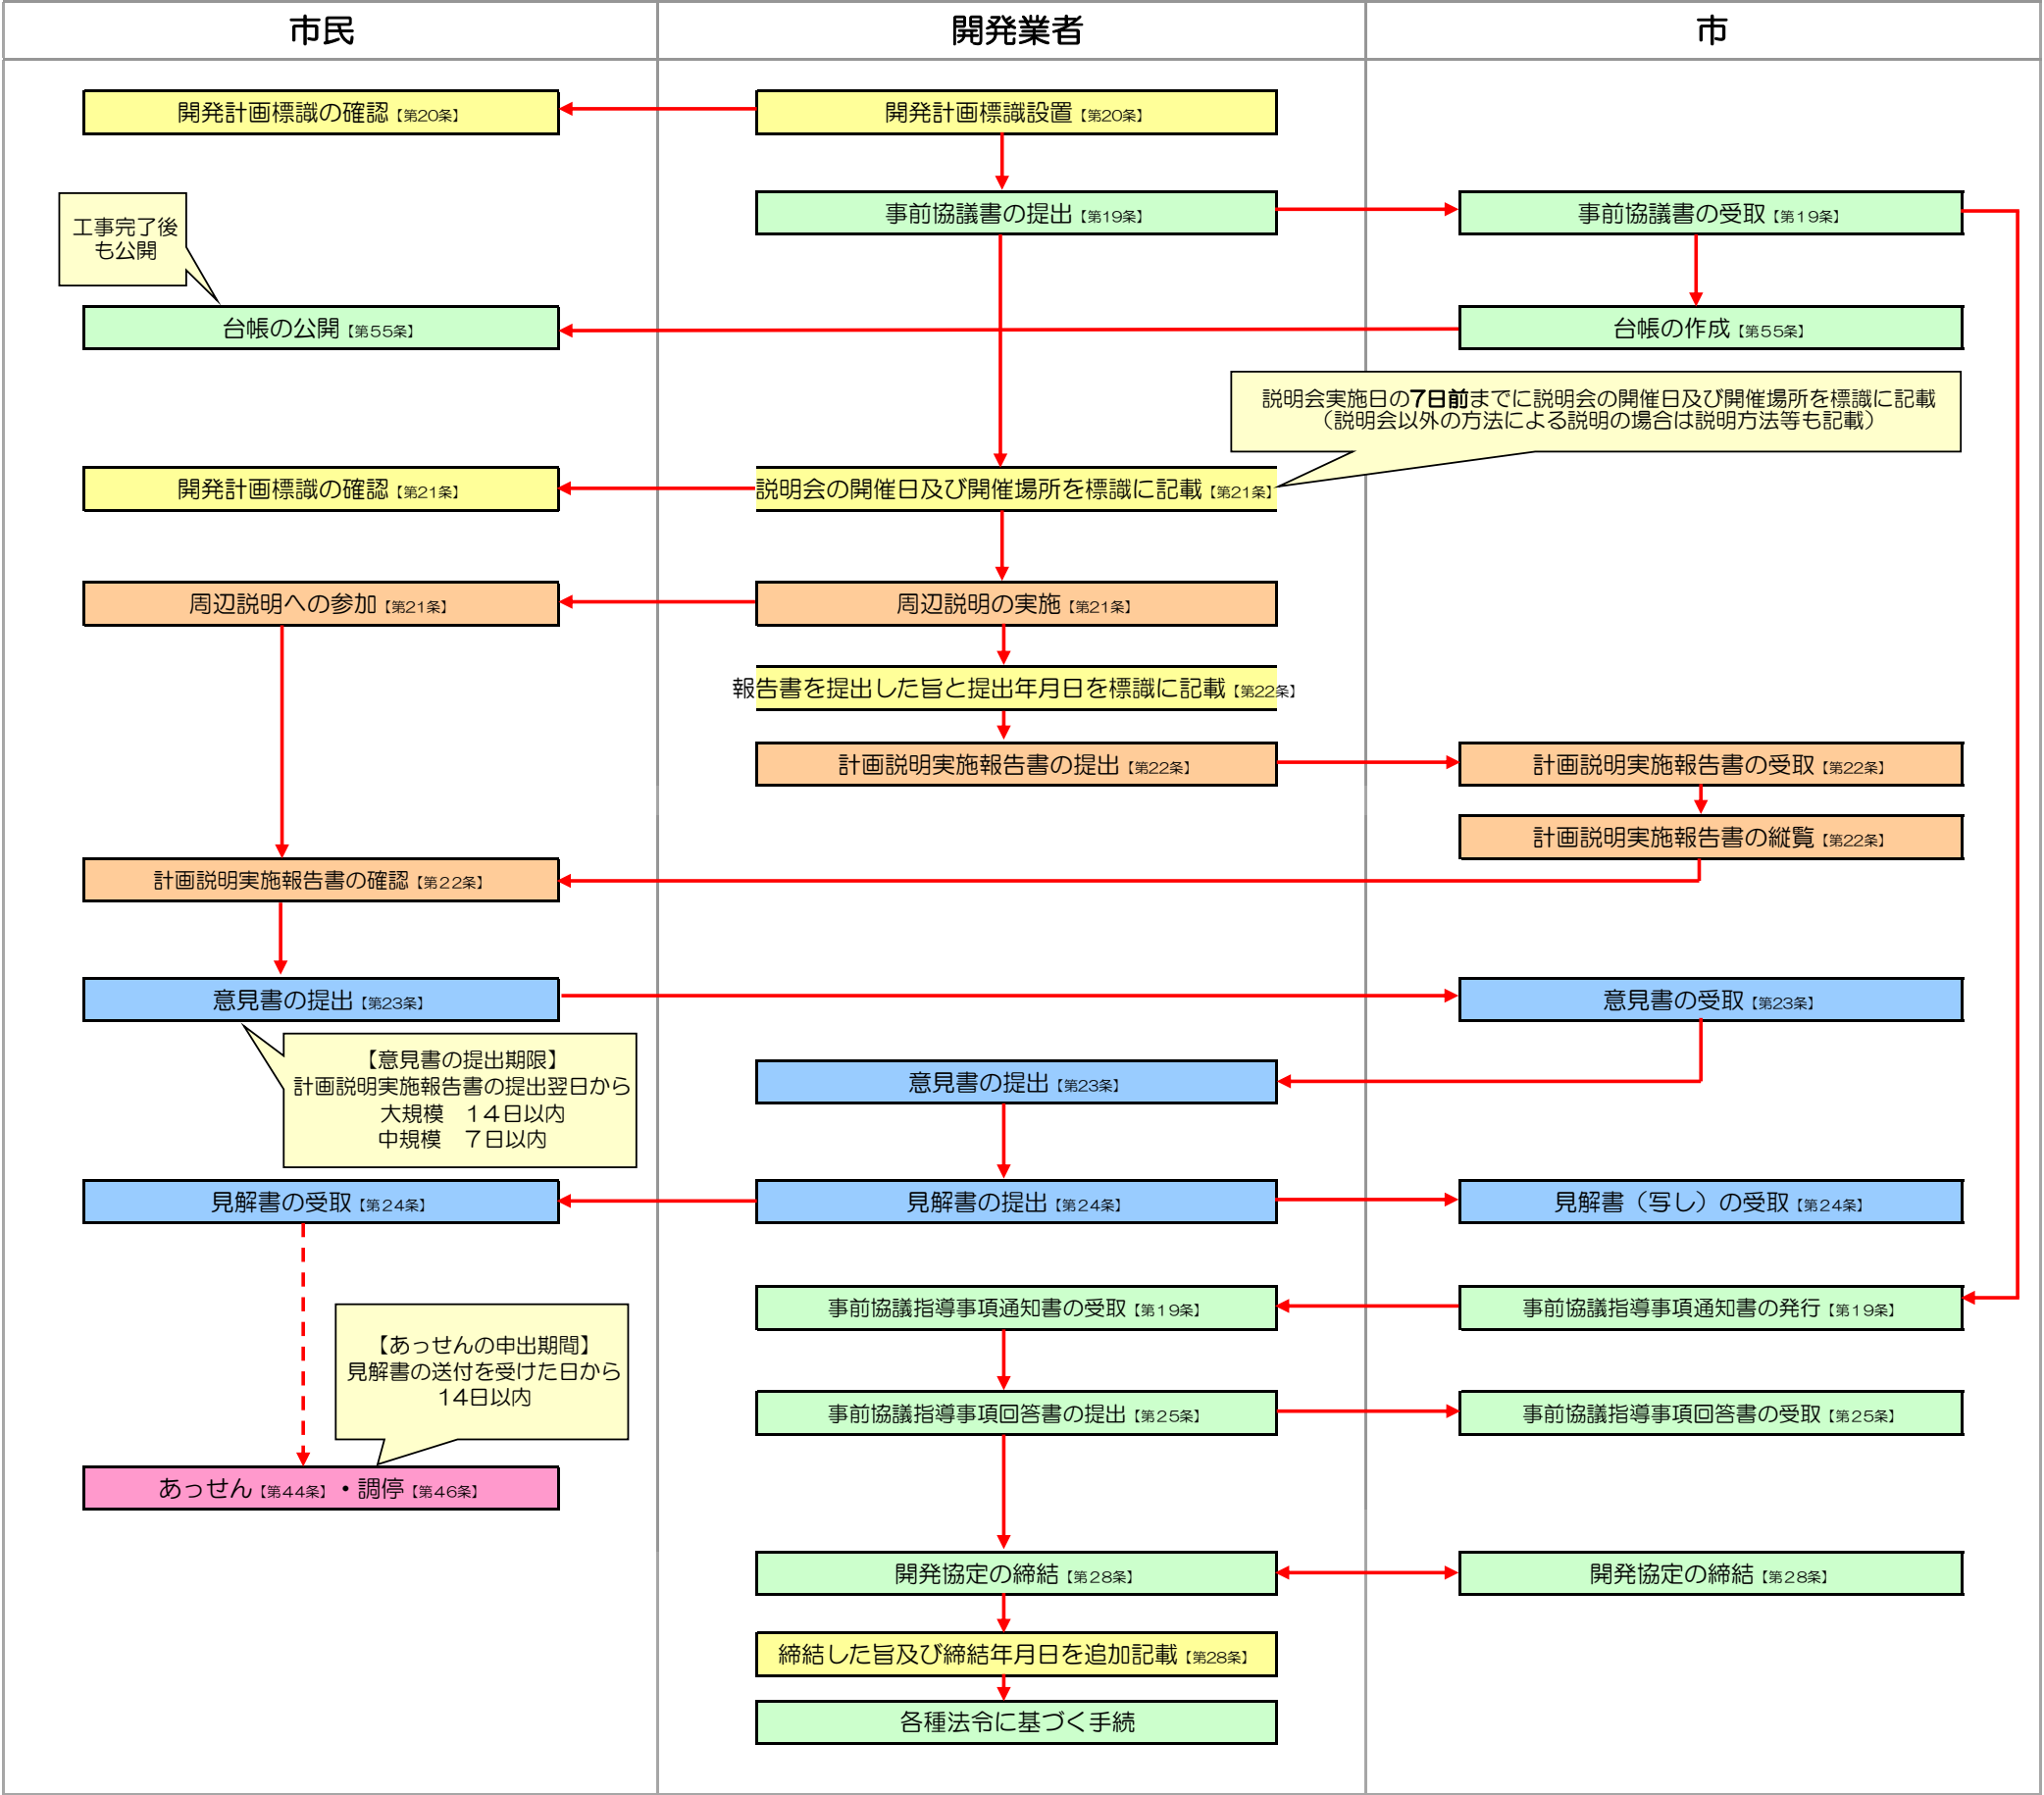 市民
開発業者
市
開発計画標識の確認【第20条】
開発計画標識設置【第20条】
事前協議書の提出【第19条】
事前協議書の受取【第19条】
工事完了後
も公開
台帳の公開【第55条】
台帳の作成【第55条】
説明会実施日の7日前までに説明会の開催日及び開催場所を標識に記載
（説明会以外の方法による説明の場合は説明方法等も記載）
開発計画標識の確認【第21条】
説明会の開催日及び開催場所を標識に記載【第21条】
周辺説明への参加【第21条】
周辺説明の実施【第21条】
報告書を提出した旨と提出年月日を標識に記載【第22条】
計画説明実施報告書の提出【第22条】
計画説明実施報告書の受取【第22条】
計画説明実施報告書の縦覧【第22条】
計画説明実施報告書の確認【第２２条】
意見書の提出【第23条】
意見書の受取【第23条】
【意見書の提出期限】
計画説明実施報告書の提出翌日から
大規模　１４日以内
中規模　７日以内
意見書の提出【第23条】
見解書の受取【第24条】
見解書の提出【第24条】
見解書（写し）の受取【第24条】
事前協議指導事項通知書の受取【第19条】
事前協議指導事項通知書の発行【第19条】
【あっせんの申出期間】
見解書の送付を受けた日から
14日以内
事前協議指導事項回答書の提出【第25条】
事前協議指導事項回答書の受取【第25条】
あっせん【第44条】・調停【第46条】
開発協定の締結【第28条】
開発協定の締結【第28条】
締結した旨及び締結年月日を追加記載【第28条】
各種法令に基づく手続